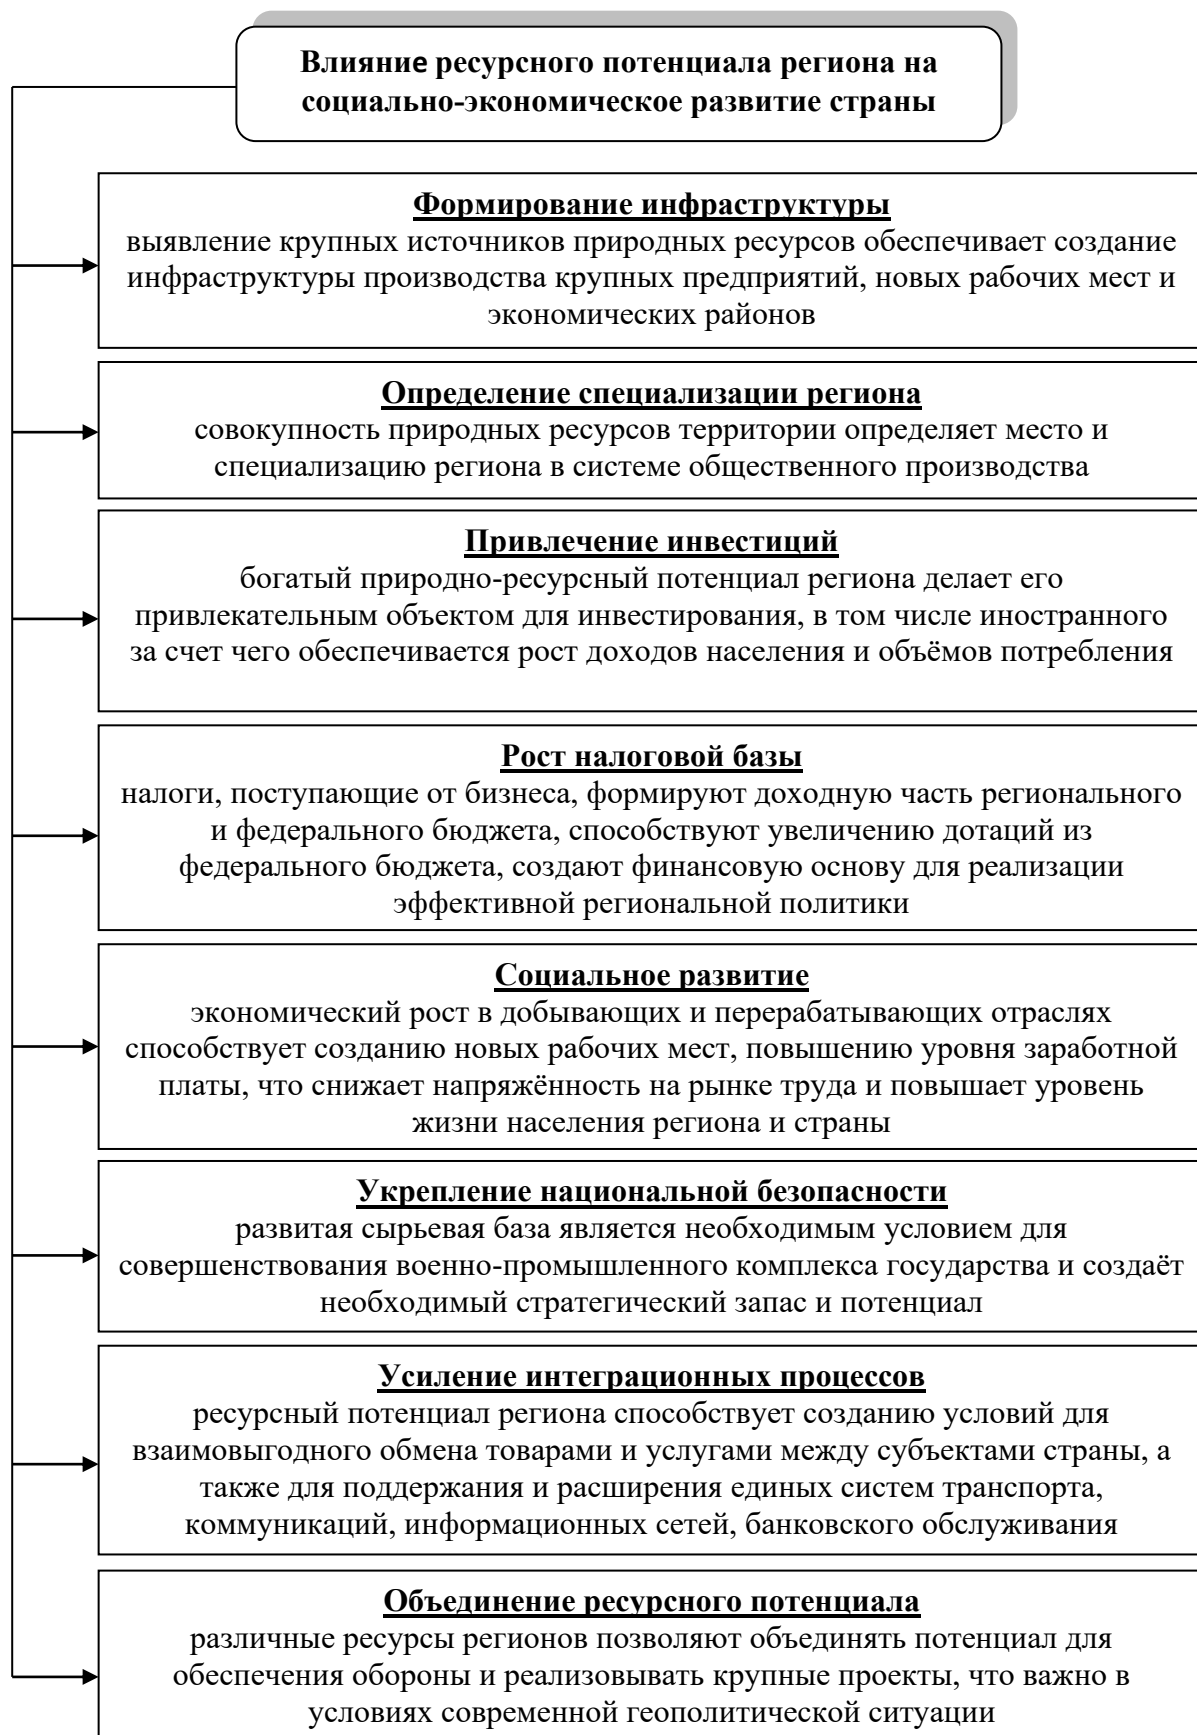 Влияние ресурсного потенциала региона на
социально-экономическое развитие страны
Формирование инфраструктуры
выявление крупных источников природных ресурсов обеспечивает создание
инфраструктуры производства крупных предприятий, новых рабочих мест и
экономических районов
Определение специализации региона
совокупность природных ресурсов территории определяет место и
специализацию региона в системе общественного производства
Привлечение инвестиций
богатый природно-ресурсный потенциал региона делает его
привлекательным объектом для инвестирования, в том числе иностранного
за счет чего обеспечивается рост доходов населения и объёмов потребления
Рост налоговой базы
налоги, поступающие от бизнеса, формируют доходную часть регионального
и федерального бюджета, способствуют увеличению дотаций из
федерального бюджета, создают финансовую основу для реализации
эффективной региональной политики
Социальное развитие
экономический рост в добывающих и перерабатывающих отраслях
способствует созданию новых рабочих мест, повышению уровня заработной
платы, что снижает напряжённость на рынке труда и повышает уровень
жизни населения региона и страны
Укрепление национальной безопасности
развитая сырьевая база является необходимым условием для
совершенствования военно-промышленного комплекса государства и создаёт
необходимый стратегический запас и потенциал
Усиление интеграционных процессов
ресурсный потенциал региона способствует созданию условий для
взаимовыгодного обмена товарами и услугами между субъектами страны, а
также для поддержания и расширения единых систем транспорта,
коммуникаций, информационных сетей, банковского обслуживания
Объединение ресурсного потенциала
различные ресурсы регионов позволяют объединять потенциал для
обеспечения обороны и реализовывать крупные проекты, что важно в
условиях современной геополитической ситуации